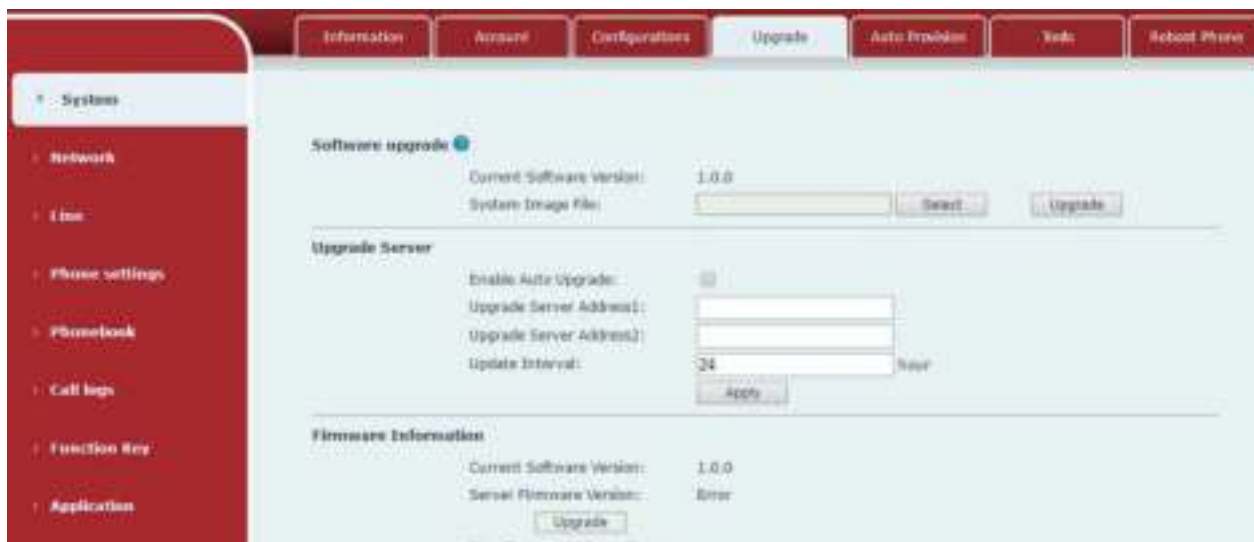 Information Account Configurations Upgrade Auto Provision Tools Reboot Phone
System
Network
Line
Phone settings
Phonebook
Call logs
Function Key
Application
Software upgrade
Current Software Version: 1.0.0
System Image File: Select Upgrade
Upgrade Server
Enable Auto Upgrade:
Upgrade Server Address1:
Upgrade Server Address2:
Update Interval: 24 hour
Apply
Firmware Information
Current Software Version: 1.0.0
Server Firmware Version: Error
Upgrade